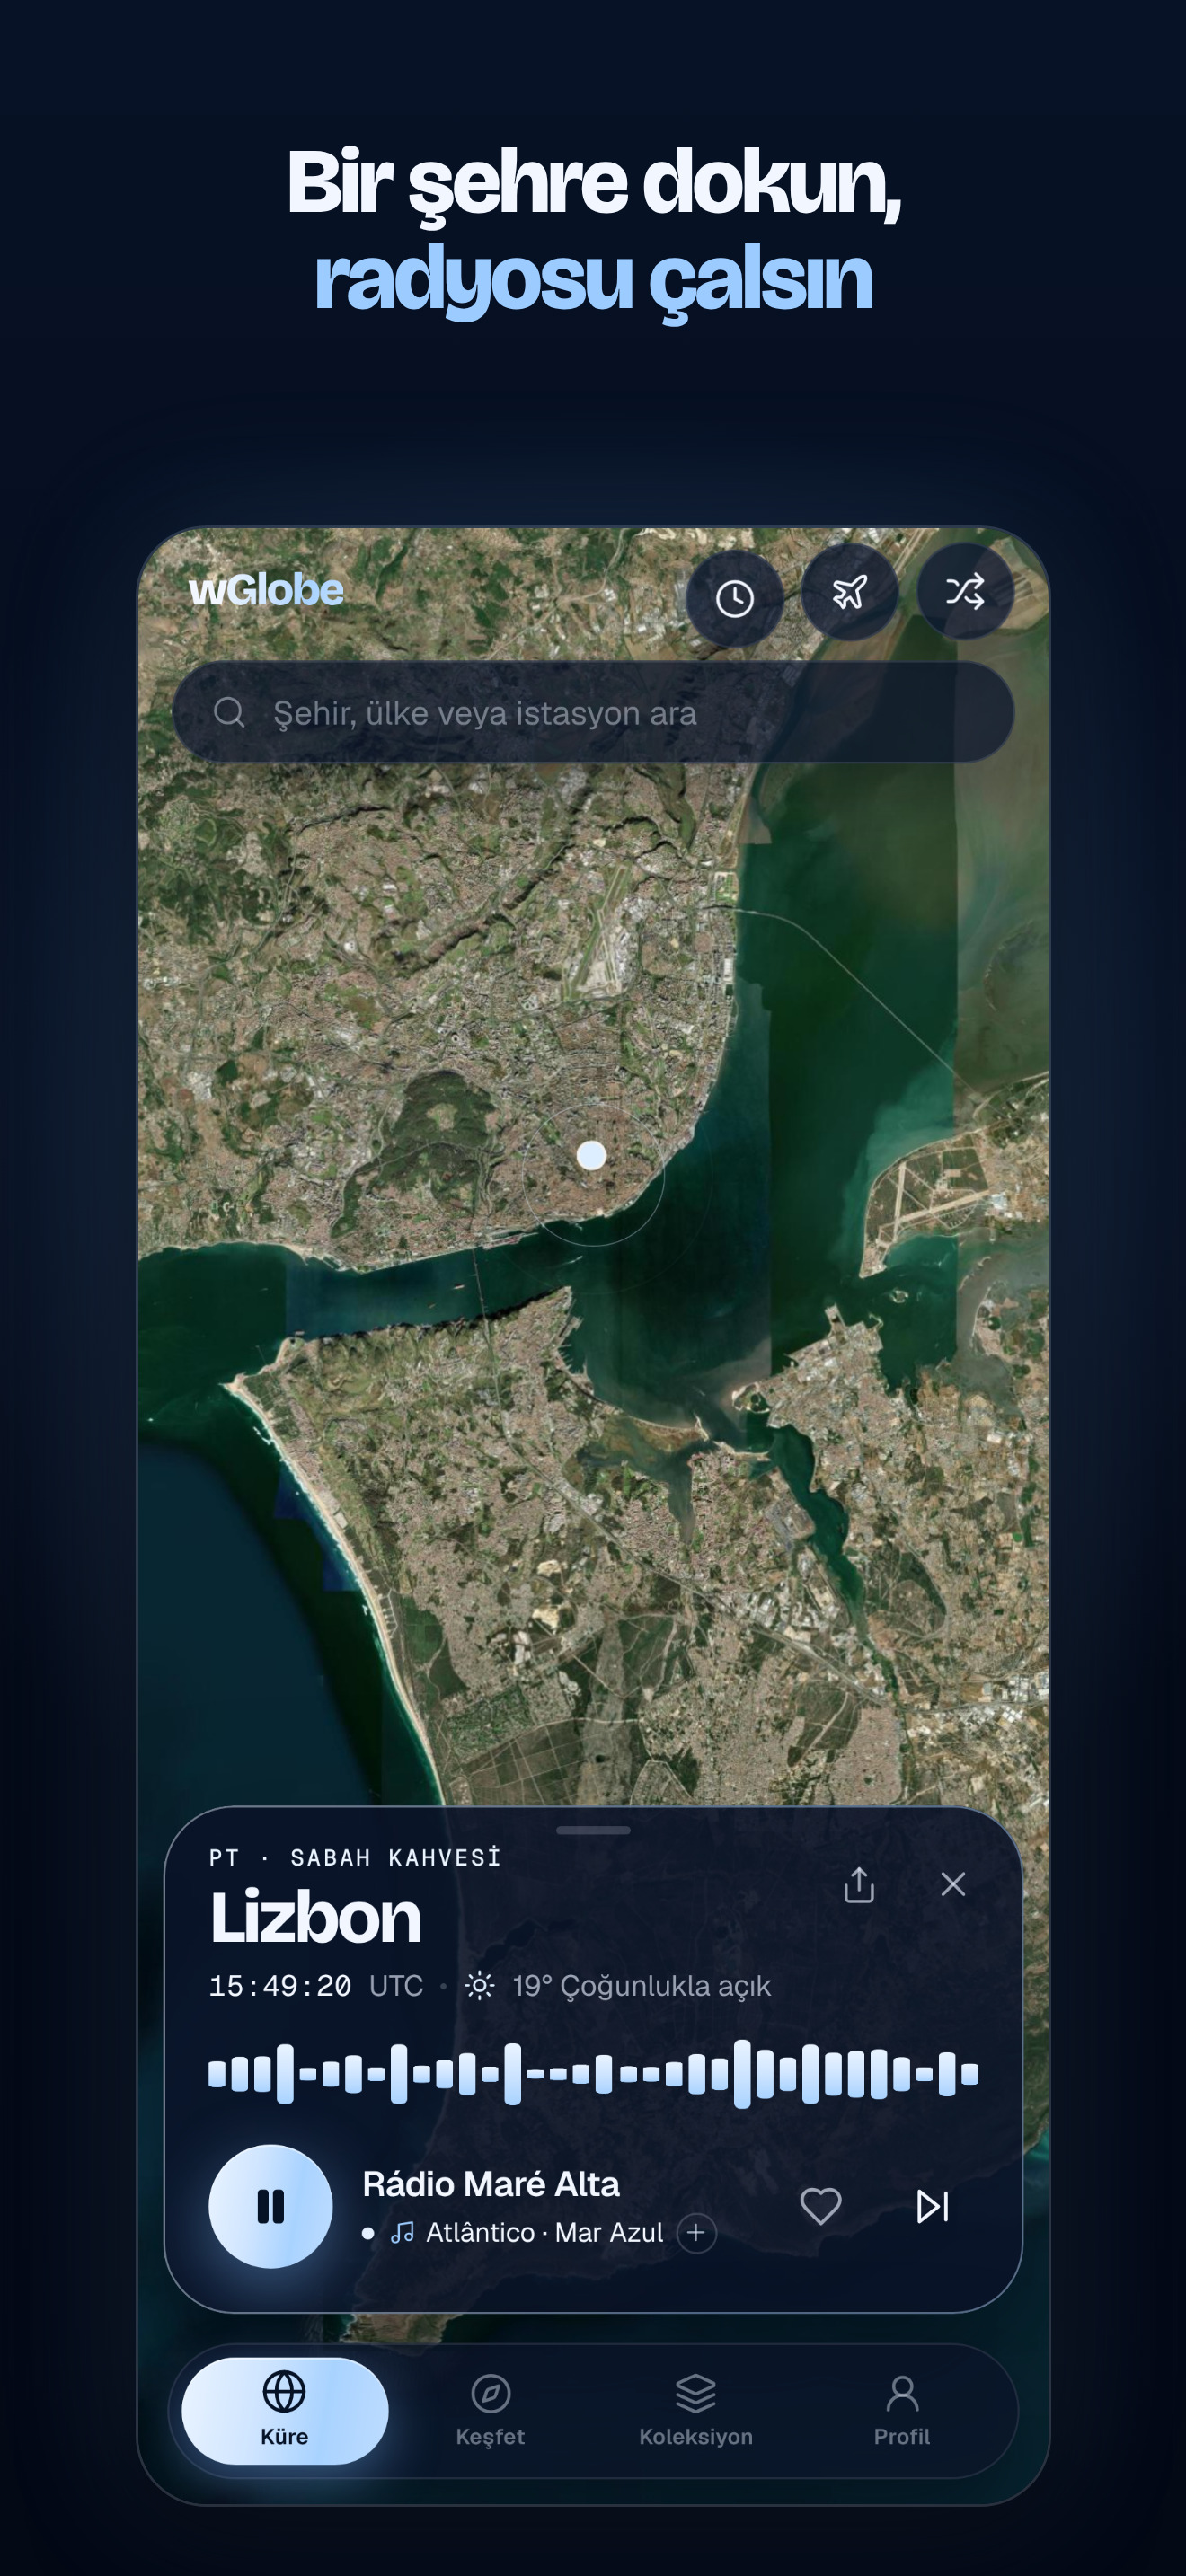 Bir şehre dokun,
radyosu çalsın
wGlobe
Şehir, ülke veya istasyon ara
PT · SABAH KAHVESİ
Lizbon
15:49:20 UTC • 19° Çoğunlukla açık
Rádio Maré Alta
Atlântico · Mar Azul
Küre
Keşfet
Koleksiyon
Profil